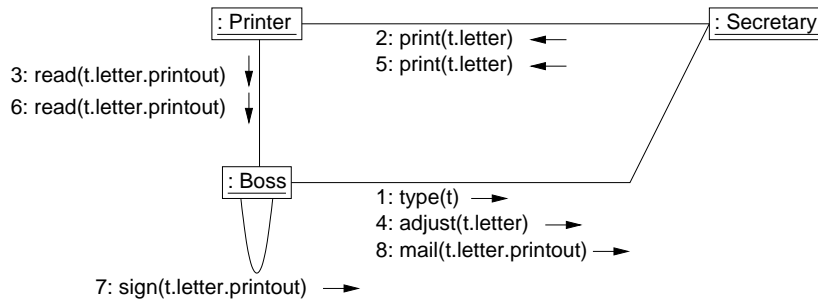 : Printer
: Secretary
2: print(t.letter)
5: print(t.letter)
3: read(t.letter.printout)
6: read(t.letter.printout)
: Boss
1: type(t)
4: adjust(t.letter)
8: mail(t.letter.printout)
7: sign(t.letter.printout)